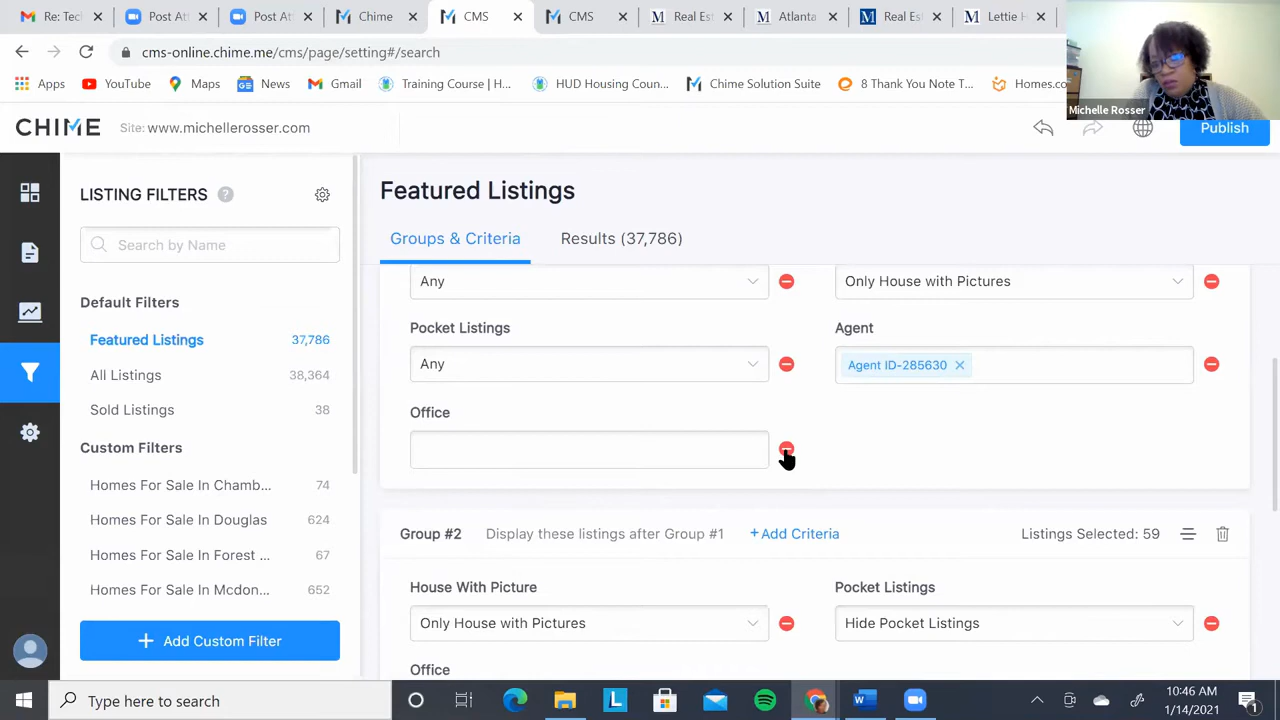 Re: Tech
Post Att
Post Att
Chime
CMS
CMS
Real Es
Atlanta
Real Es
Lettie H
cms-online.chime.me/cms/page/setting#/search
Apps
YouTube
Maps
News
Gmail
Training Course | H...
HUD Housing Coun...
Chime Solution Suite
8 Thank You Note T...
Homes.co
Michelle Rosser
CHIME
Site: www.michellerosser.com
Publish
LISTING FILTERS ?
Search by Name
Default Filters
Featured Listings 37,786
All Listings 38,364
Sold Listings 38
Custom Filters
Homes For Sale In Chamb... 74
Homes For Sale In Douglas 624
Homes For Sale In Forest ... 67
Homes For Sale In Mcdon... 652
+ Add Custom Filter
Featured Listings
Groups & Criteria Results (37,786)
Any Only House with Pictures
Pocket Listings Agent
Any Agent ID-285630 ×
Office
Group #2 Display these listings after Group #1 +Add Criteria Listings Selected: 59
House With Picture Pocket Listings
Only House with Pictures Hide Pocket Listings
Office
Type here to search
10:46 AM
1/14/2021